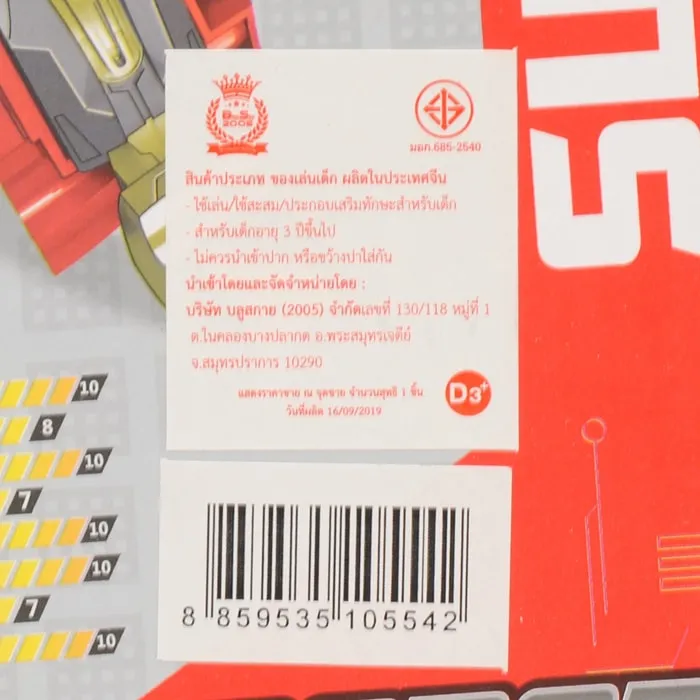 BSS
2005
มอก.685-2540
สินค้าประเภท ของเล่นเด็ก ผลิตในประเทศจีน
- ใช้เล่น/ใช้สะสม/ประกอบเสริมทักษะสำหรับเด็ก
- สำหรับเด็กอายุ 3 ปีขึ้นไป
- ไม่ควรนำเข้าปาก หรือขว้างปาใส่กัน
นำเข้าโดยและจัดจำหน่ายโดย :
บริษัท บลูสกาย (2005) จำกัดเลขที่ 130/118 หมู่ที่ 1
ต.ในคลองบางปลากด อ.พระสมุทรเจดีย์
จ.สมุทรปราการ 10290
แสดงราคาขาย ณ จุดขาย จำนวนสุทธิ 1 ชิ้น
วันที่ผลิต 16/09/2019
D3+
8 859535 105542
10
8
10
7
10
10
7
10